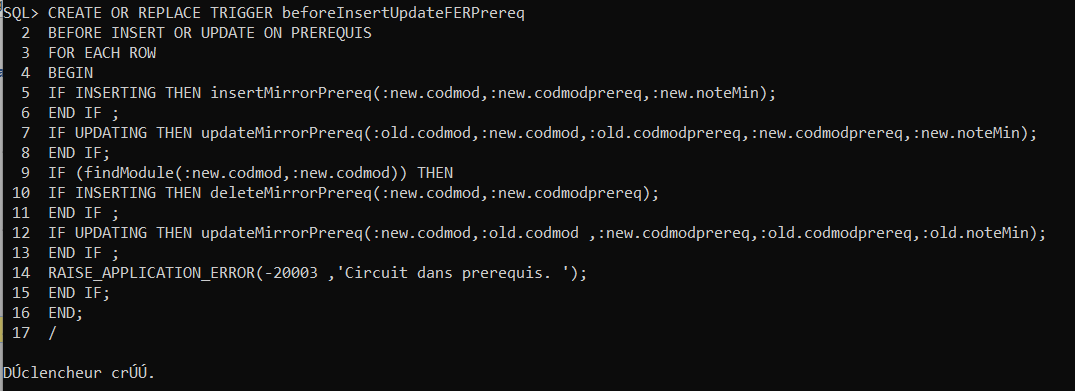 SQL> CREATE OR REPLACE TRIGGER beforeInsertUpdateFERPrereq
2 BEFORE INSERT OR UPDATE ON PREREQUIS
3 FOR EACH ROW
4 BEGIN
5 IF INSERTING THEN insertMirrorPrereq(:new.codmod,:new.codmodprereq,:new.noteMin);
6 END IF ;
7 IF UPDATING THEN updateMirrorPrereq(:old.codmod,:new.codmod,:old.codmodprereq,:new.codmodprereq,:new.noteMin);
8 END IF;
9 IF (findModule(:new.codmod,:new.codmod)) THEN
10 IF INSERTING THEN deleteMirrorPrereq(:new.codmod,:new.codmodprereq);
11 END IF ;
12 IF UPDATING THEN updateMirrorPrereq(:new.codmod,:old.codmod ,:new.codmodprereq,:old.codmodprereq,:old.noteMin);
13 END IF ;
14 RAISE_APPLICATION_ERROR(-20003 ,'Circuit dans prerequis. ');
15 END IF;
16 END;
17 /
DÚclencheur crÚÚ.